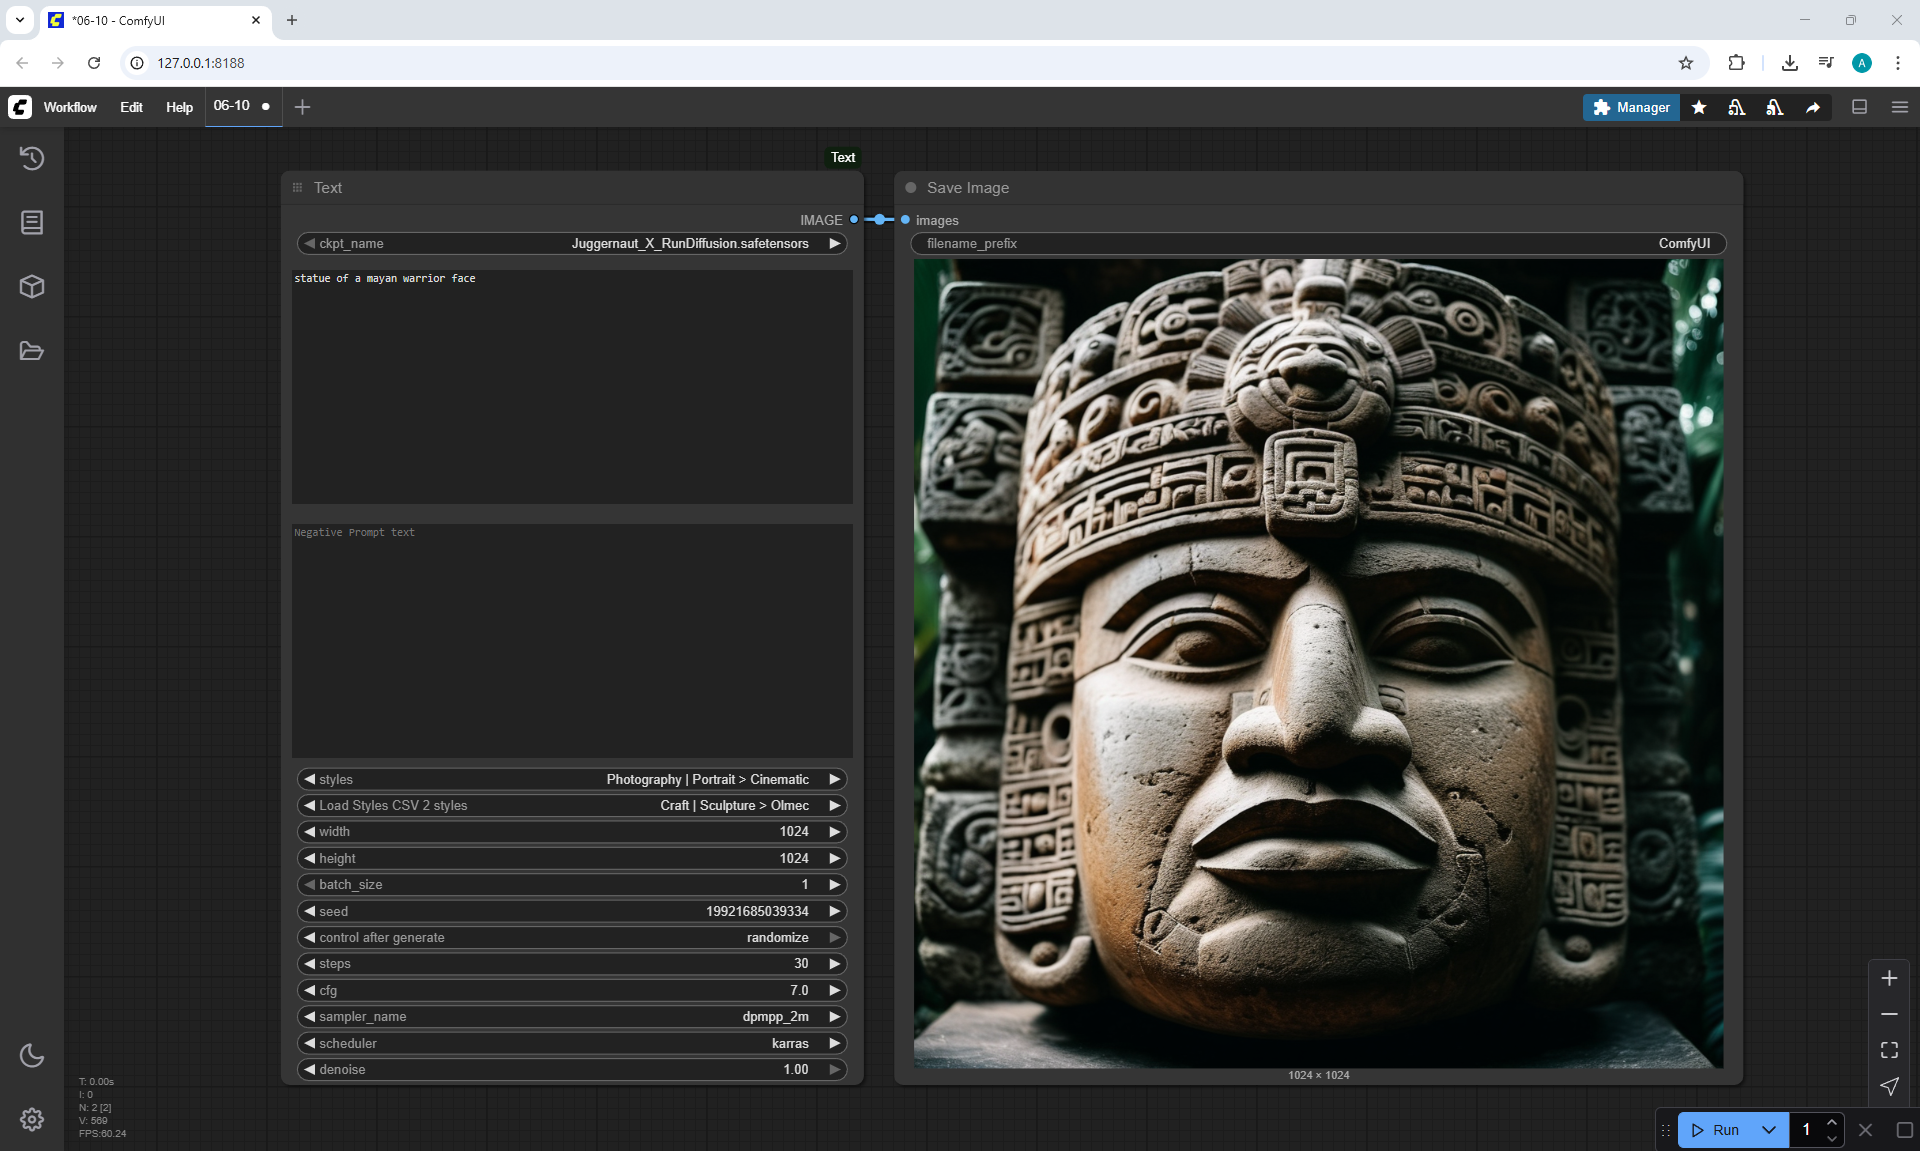 *06-10 - ComfyUI
127.0.0.1:8188
A
Workflow Edit Help 06-10
Manager
Text
Text
IMAGE
ckpt_name Juggernaut_X_RunDiffusion.safetensors
statue of a mayan warrior face
Negative Prompt text
styles Photography | Portrait > Cinematic
Load Styles CSV 2 styles Craft | Sculpture > Olmec
width 1024
height 1024
batch_size 1
seed 19921685039334
control after generate randomize
steps 30
cfg 7.0
sampler_name dpmpp_2m
scheduler karras
denoise 1.00
Save Image
images
filename_prefix ComfyUI
1024 × 1024
T: 0.00s
I: 0
N: 2 [2]
V: 569
FPS:60.24
Run 1